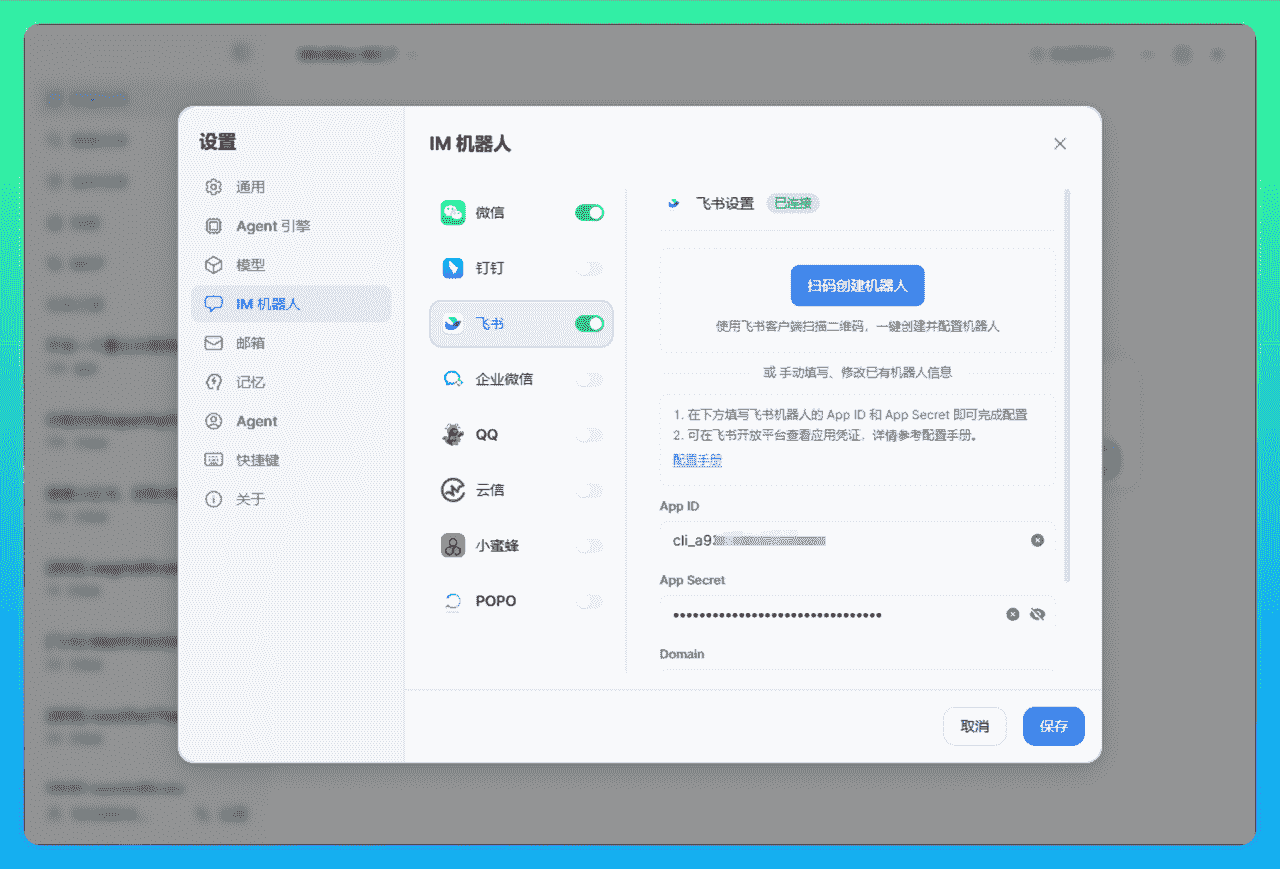 设置
通用
Agent 引擎
模型
IM 机器人
邮箱
记忆
Agent
快捷键
关于
IM 机器人
微信
钉钉
飞书
企业微信
QQ
云信
小蜜蜂
POPO
飞书设置 已连接
扫码创建机器人
使用飞书客户端扫描二维码，一键创建并配置机器人
或 手动填写、修改已有机器人信息
1. 在下方填写飞书机器人的 App ID 和 App Secret 即可完成配置
2. 可在飞书开放平台查看应用凭证，详情参考配置手册。
配置手册
App ID
cli_a92
App Secret
Domain
取消
保存